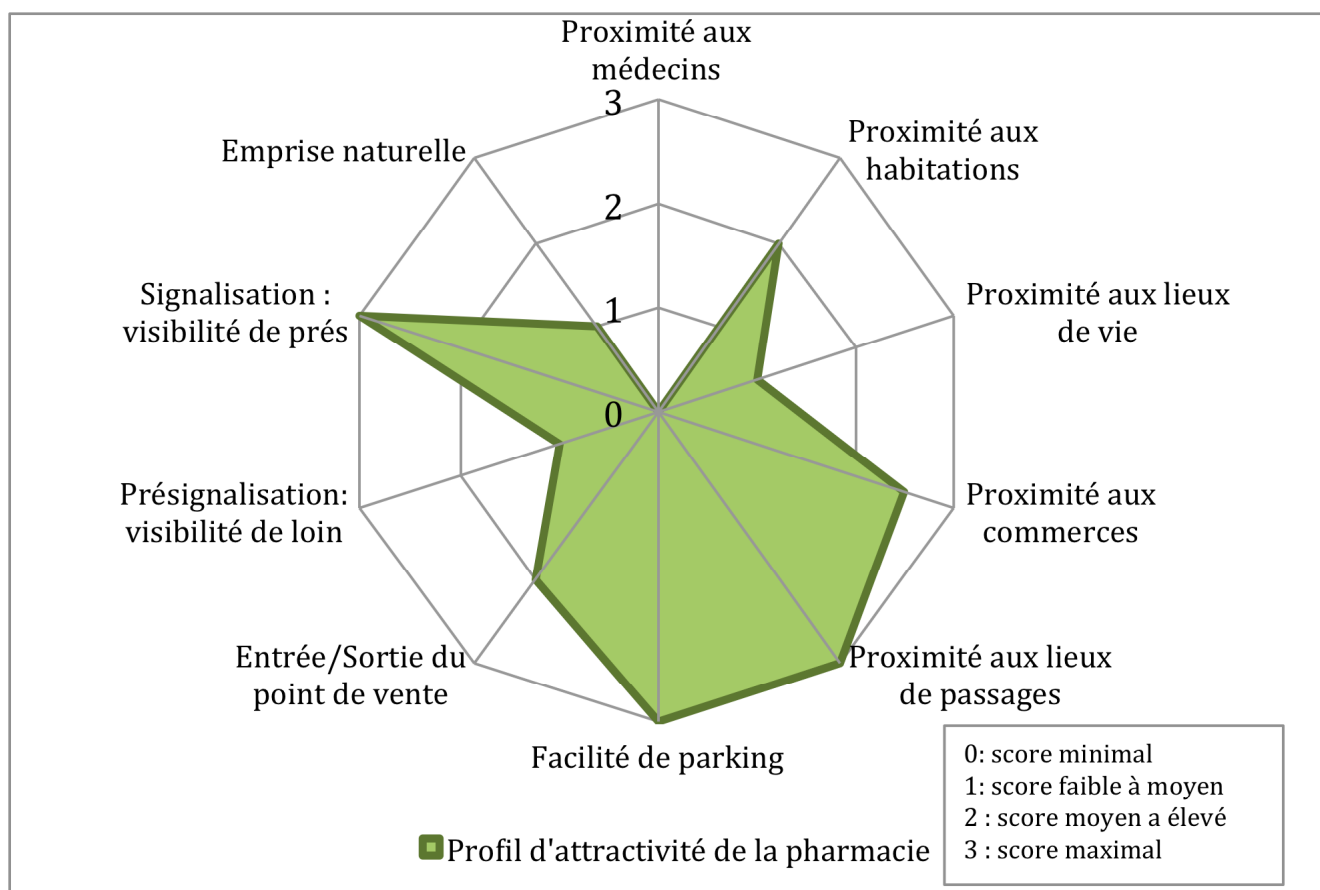 Proximité aux
médecins
Proximité aux
habitations
Proximité aux lieux
de vie
Proximité aux
commerces
Proximité aux lieux
de passages
Facilité de parking
Entrée/Sortie du
point de vente
Présignalisation:
visibilité de loin
Signalisation :
visibilité de prés
Emprise naturelle
3
2
1
0
Profil d'attractivité de la pharmacie
0: score minimal
1: score faible à moyen
2 : score moyen a élevé
3 : score maximal